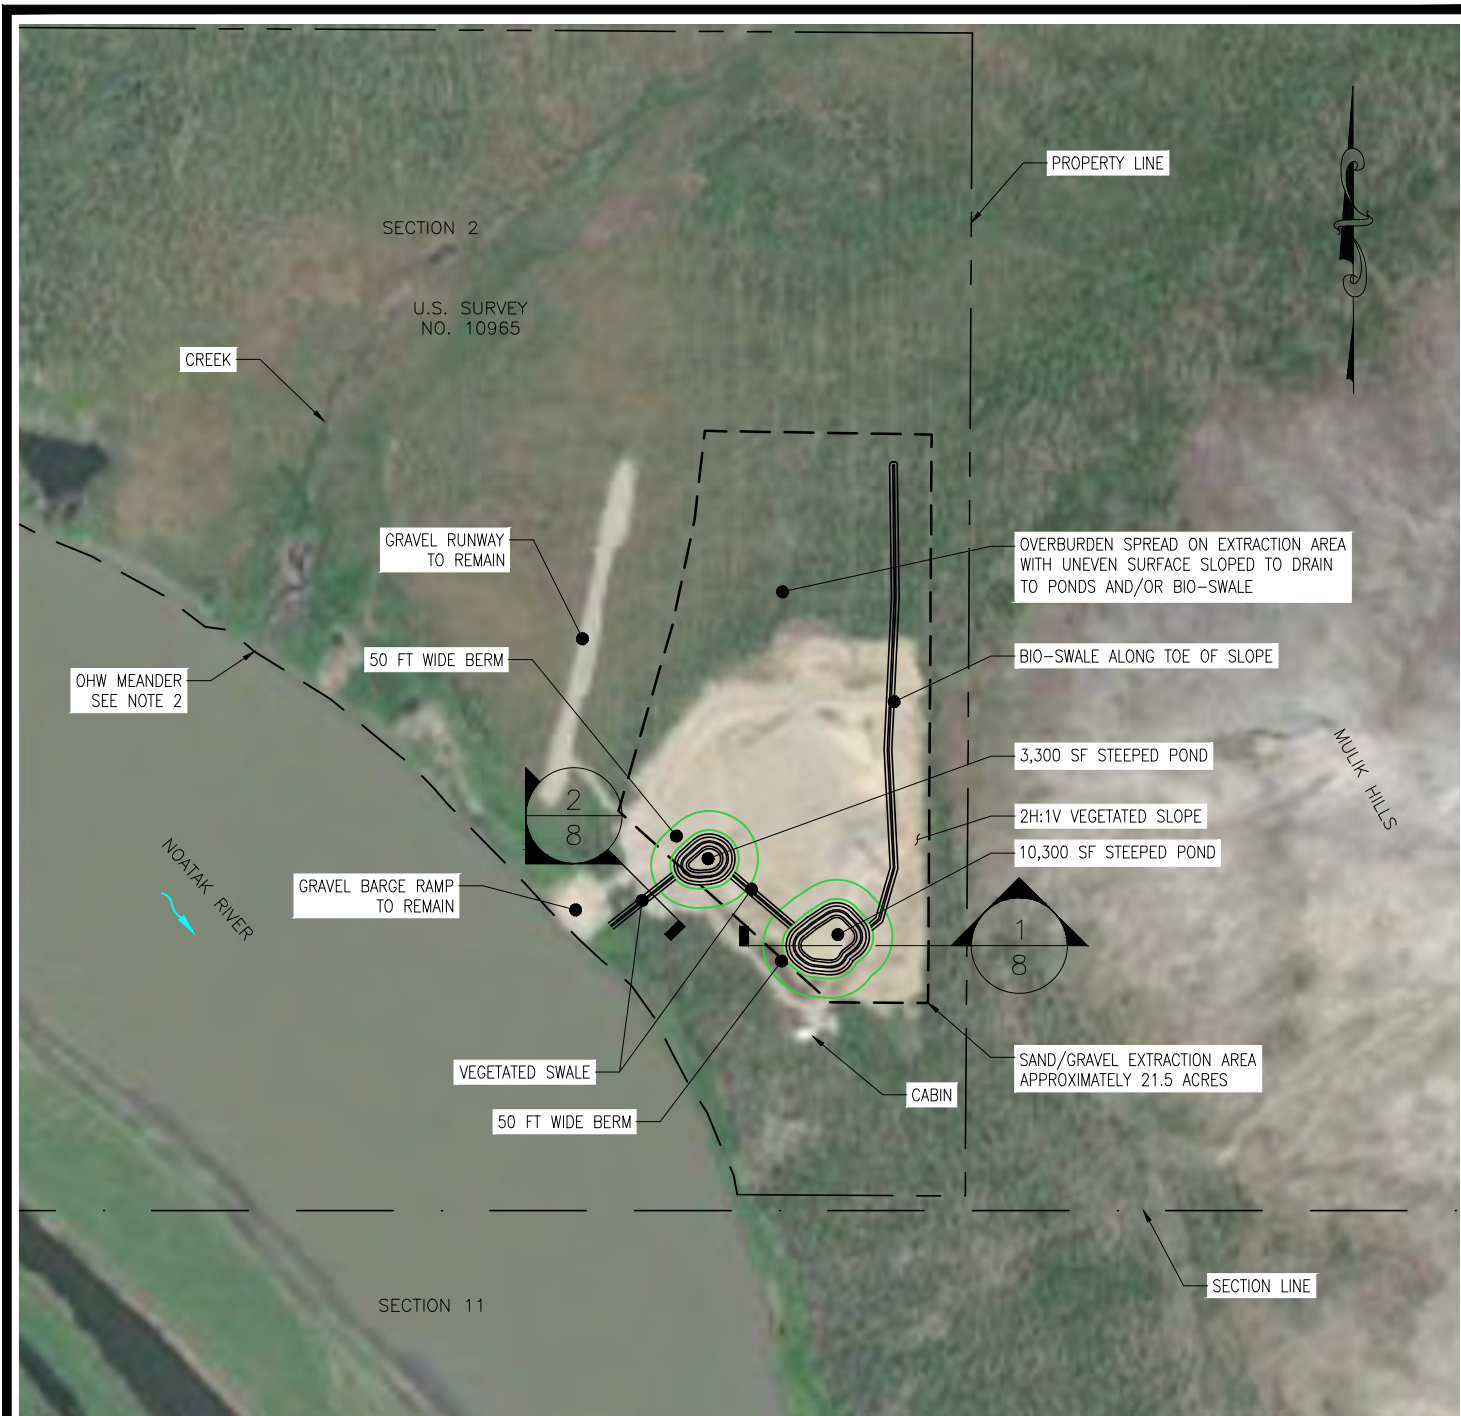 PROPERTY LINE
SECTION 2
U.S. SURVEY
NO. 10965
CREEK
GRAVEL RUNWAY
TO REMAIN
OVERBURDEN SPREAD ON EXTRACTION AREA
WITH UNEVEN SURFACE SLOPED TO DRAIN
TO PONDS AND/OR BIO-SWALE
50 FT WIDE BERM
BIO-SWALE ALONG TOE OF SLOPE
OHW MEANDER
SEE NOTE 2
3,300 SF STEEPED POND
MULIK HILLS
2
8
2H:1V VEGETATED SLOPE
10,300 SF STEEPED POND
NOATAK RIVER
GRAVEL BARGE RAMP
TO REMAIN
1
8
VEGETATED SWALE
SAND/GRAVEL EXTRACTION AREA
APPROXIMATELY 21.5 ACRES
CABIN
50 FT WIDE BERM
SECTION LINE
SECTION 11